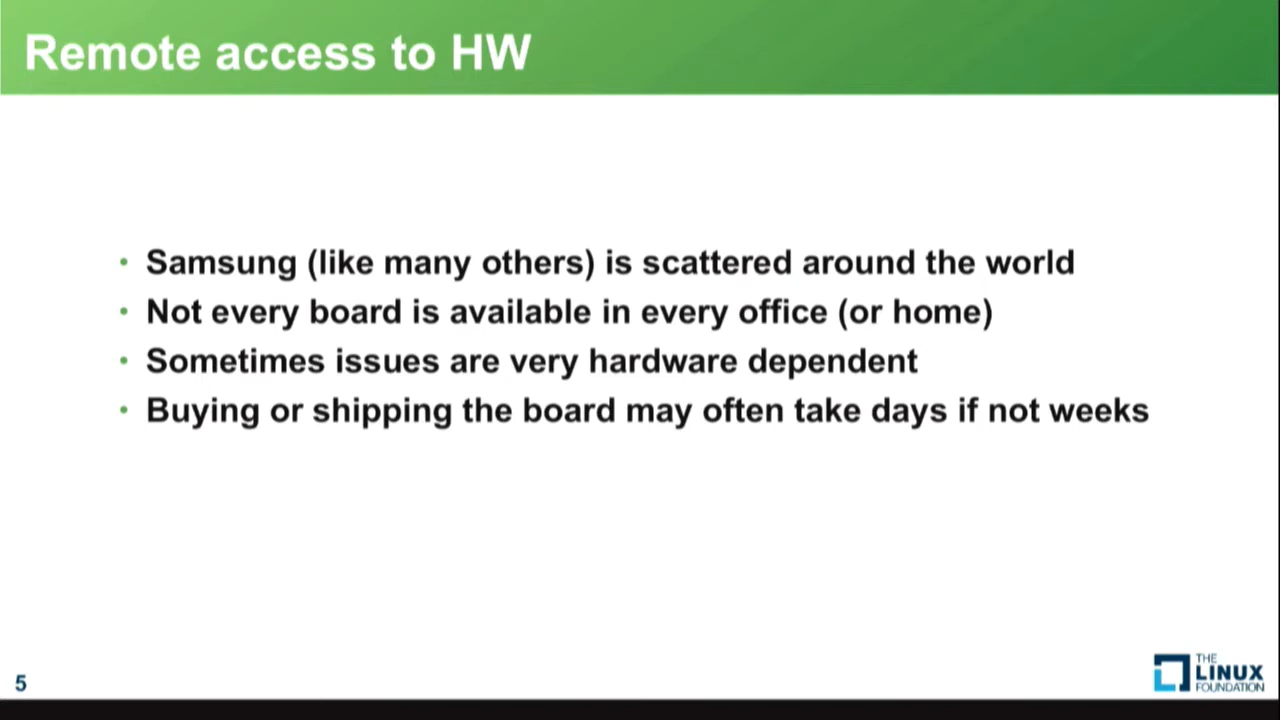 Remote access to HW
• Samsung (like many others) is scattered around the world
• Not every board is available in every office (or home)
• Sometimes issues are very hardware dependent
• Buying or shipping the board may often take days if not weeks
5
THE
LINUX
FOUNDATION